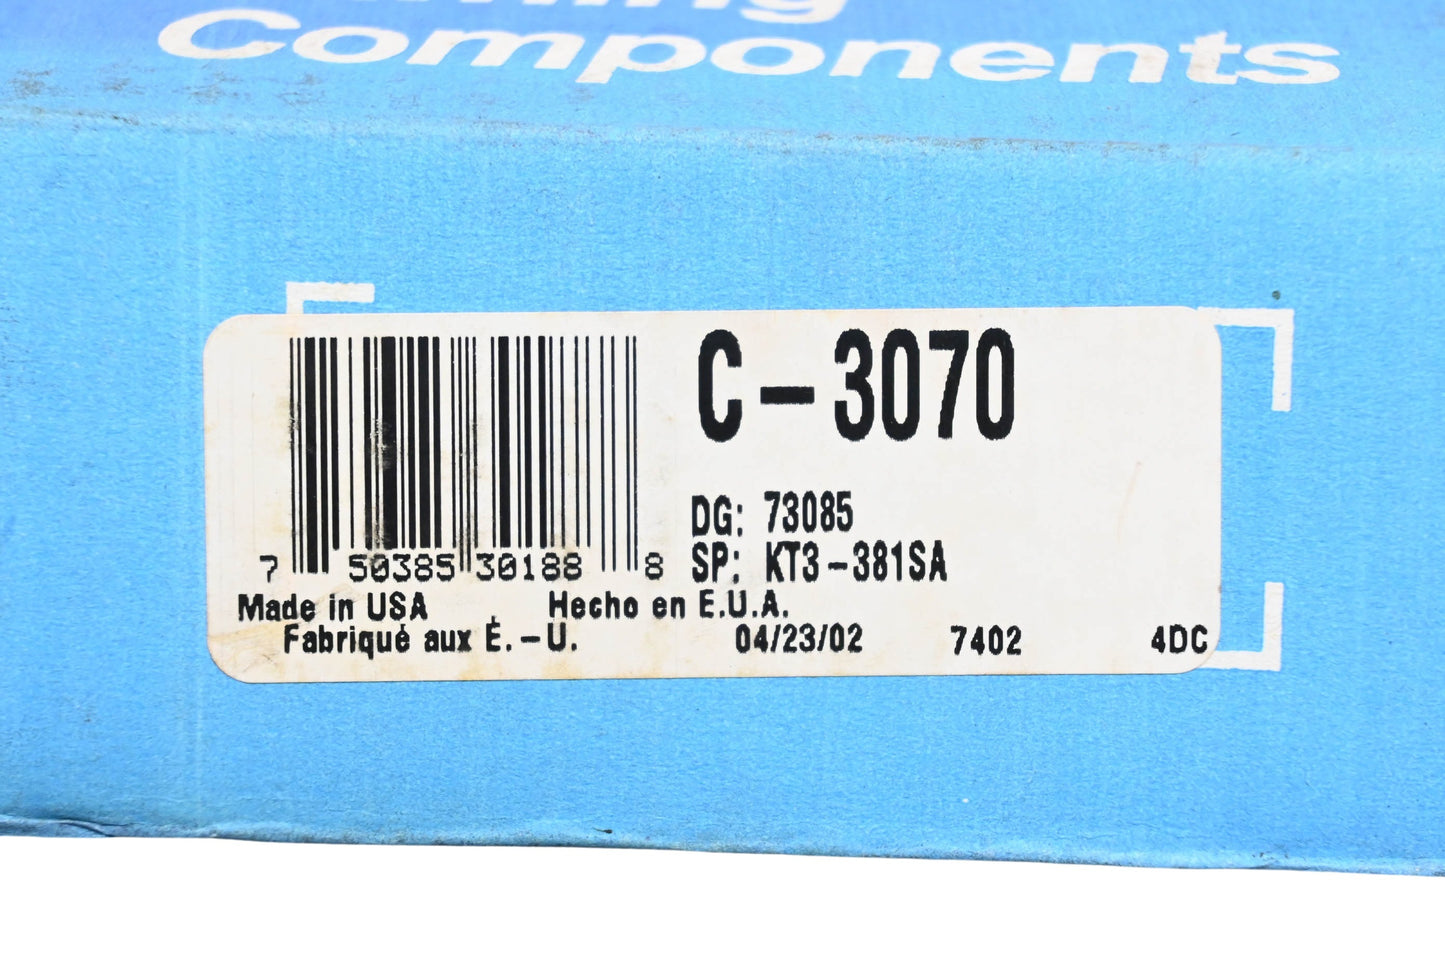 Components
C-3070
DG: 73085
SP: KT3-381SA
7 50385 30188 8
Made in USA Hecho en E.U.A.
Fabriqué aux É.-U. 04/23/02 7402 4DC